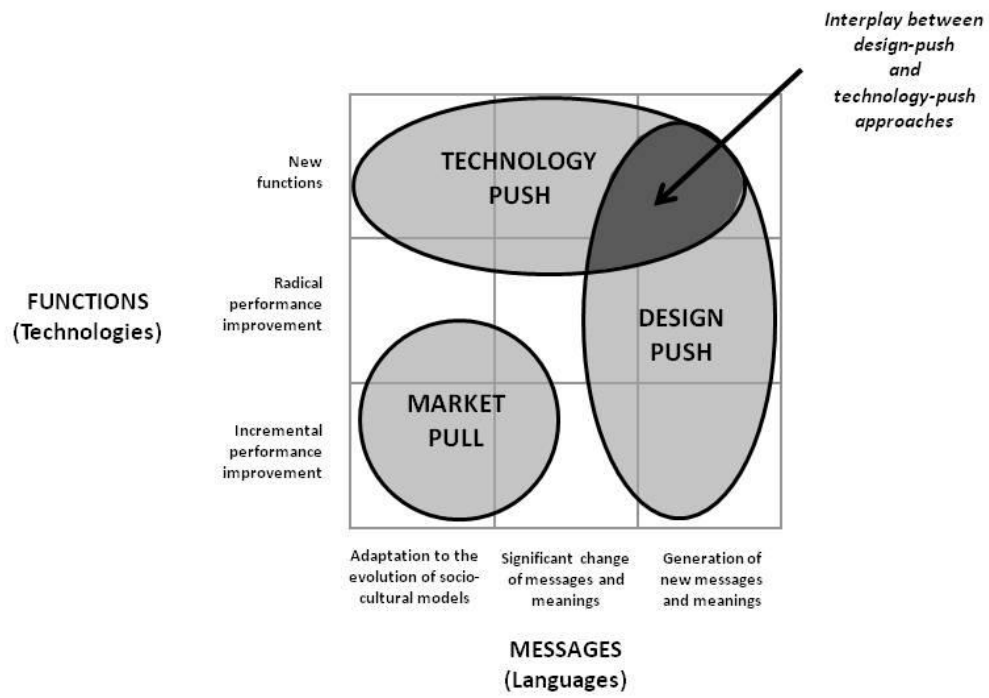 Interplay between
design-push
and
technology-push
approaches
TECHNOLOGY
PUSH
New
functions
Radical
performance
improvement
FUNCTIONS
(Technologies)
DESIGN
PUSH
MARKET
PULL
Incremental
performance
improvement
Adaptation to the
evolution of socio-
cultural models
Significant change
of messages and
meanings
Generation of
new messages
and meanings
MESSAGES
(Languages)